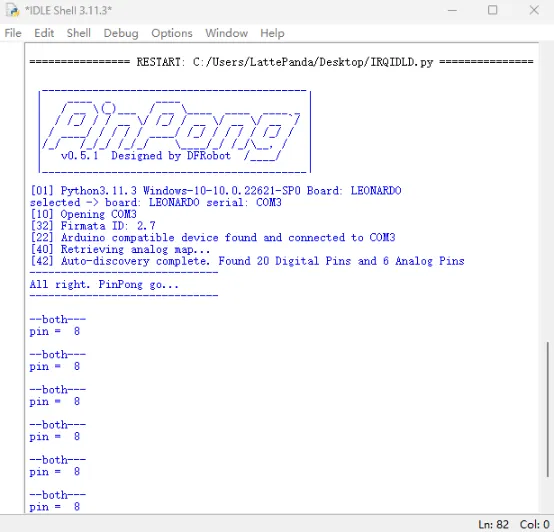 *IDLE Shell 3.11.3*
File Edit Shell Debug Options Window Help
================ RESTART: C:/Users/LattePanda/Desktop/IRQIDLD.py ===============
PinPong
v0.5.1 Designed by DFRobot
[01] Python3.11.3 Windows-10-10.0.22621-SP0 Board: LEONARDO
selected -> board: LEONARDO serial: COM3
[10] Opening COM3
[32] Firmata ID: 2.7
[22] Arduino compatible device found and connected to COM3
[40] Retrieving analog map...
[42] Auto-discovery complete. Found 20 Digital Pins and 6 Analog Pins
------------------------------
All right. PinPong go...
------------------------------
--both---
pin =  8
--both---
pin =  8
--both---
pin =  8
--both---
pin =  8
--both---
pin =  8
--both---
pin =  8
Ln: 82 Col: 0